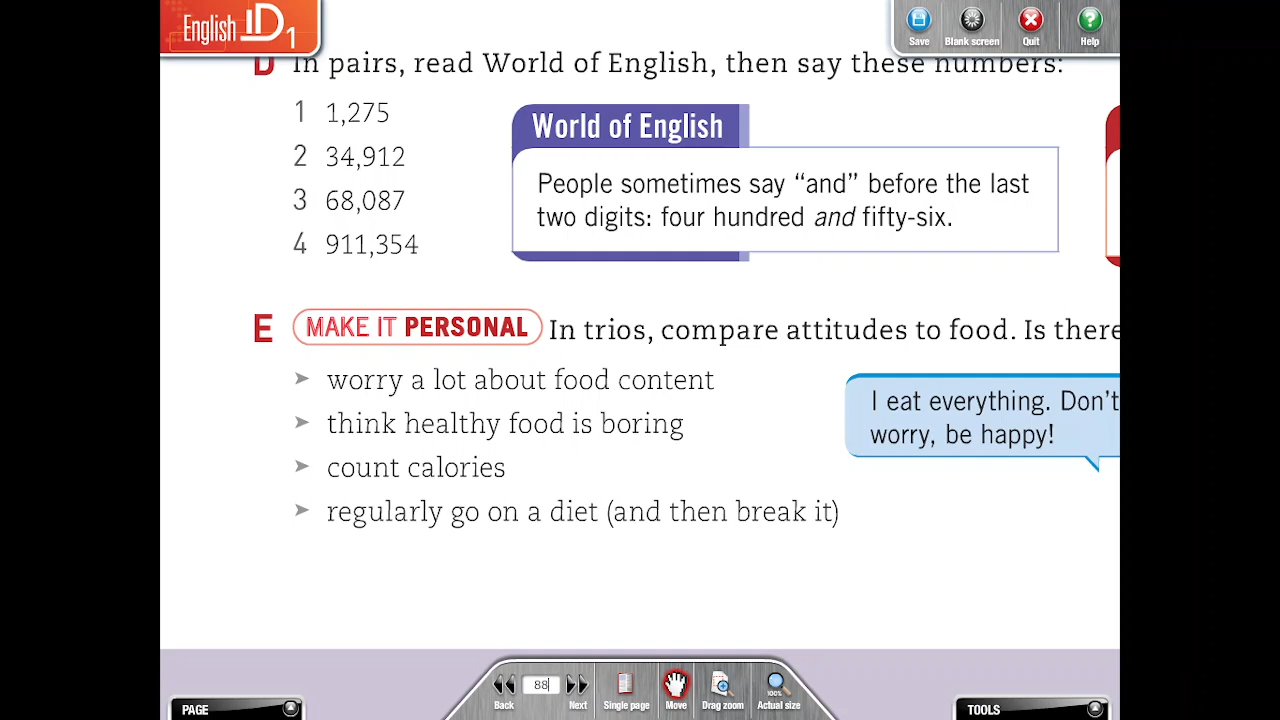 English ID 1
Save Blank screen Quit Help
D In pairs, read World of English, then say these numbers:
1 1,275
2 34,912
3 68,087
4 911,354
World of English
People sometimes say “and” before the last
two digits: four hundred and fifty-six.
E MAKE IT PERSONAL In trios, compare attitudes to food. Is there
➤ worry a lot about food content
➤ think healthy food is boring
➤ count calories
➤ regularly go on a diet (and then break it)
I eat everything. Don't
worry, be happy!
88
100%
Back Next Single page Move Drag zoom Actual size
PAGE
TOOLS